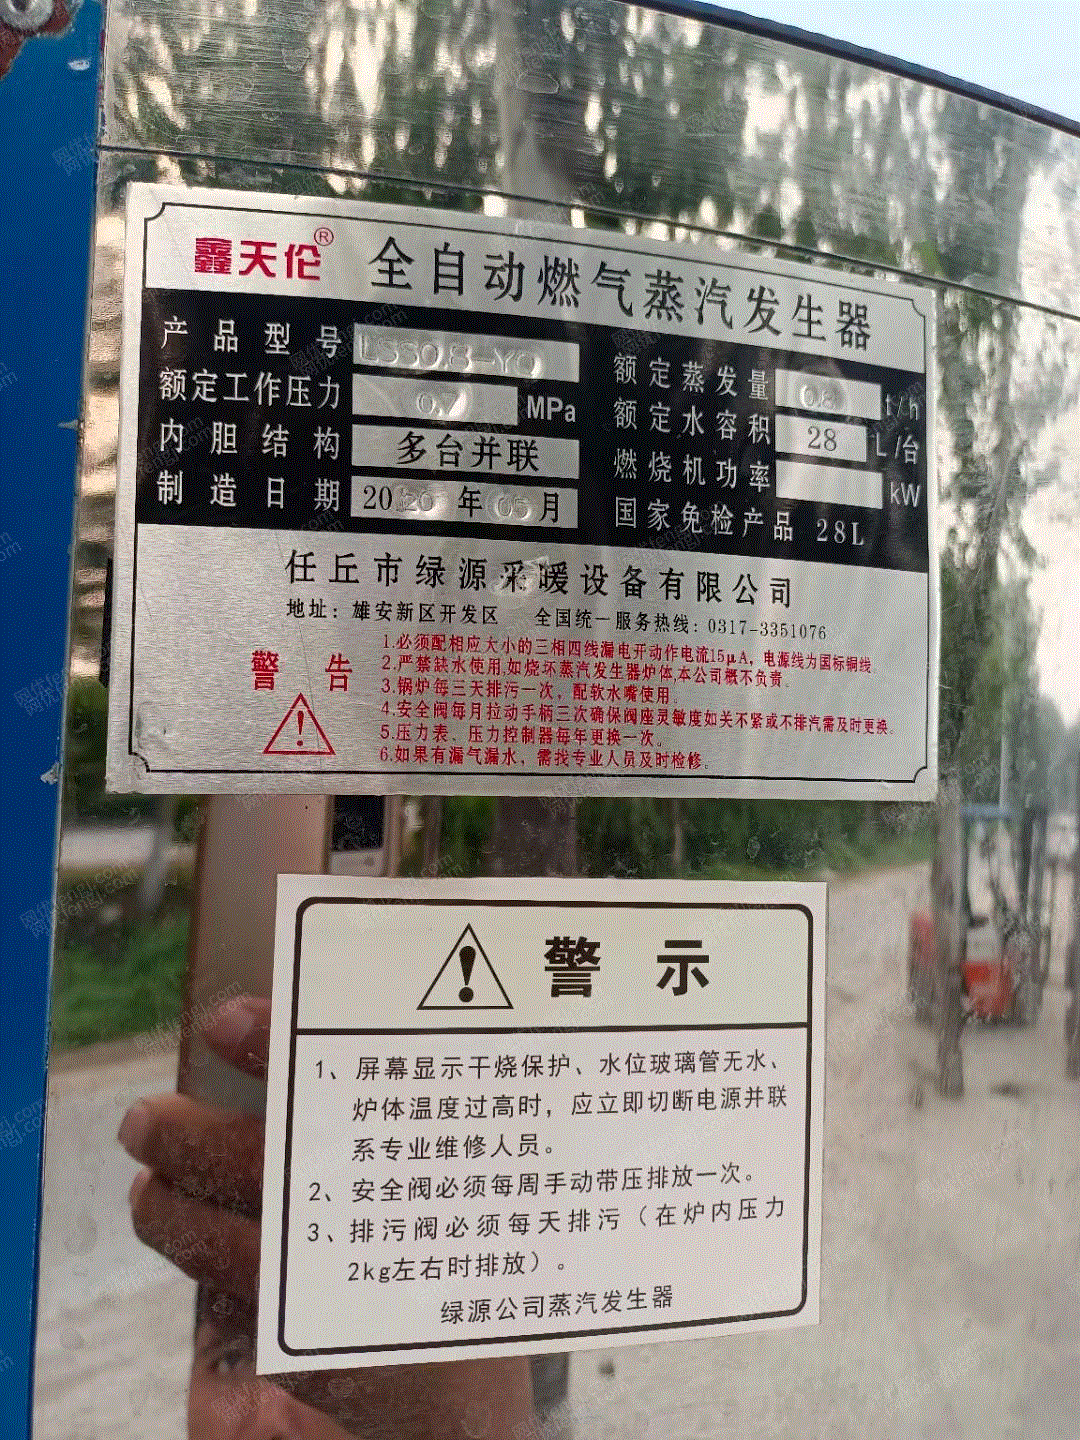 鑫天伦® 全自动燃气蒸汽发生器
产品型号 LSS0.8-YQ 额定蒸发量 0.8 t/h
额定工作压力 0.7 MPa 额定水容积 28 L/台
内胆结构 多台并联 燃烧机功率 kW
制造日期 2020年05月 国家免检产品 28L
任丘市绿源采暖设备有限公司
地址：雄安新区开发区 全国统一服务热线：0317-3351076
警告
1.必须配相应大小的三相四线漏电开动作电流15μA，电源线为国标铜线.
2.严禁缺水使用,如烧坏蒸汽发生器炉体,本公司概不负责。
3.锅炉每三天排污一次，配软水嘴使用。
4.安全阀每月拉动手柄三次确保阀座灵敏度如关不紧或不排汽需及时更换。
5.压力表、压力控制器每年更换一次。
6.如果有漏气漏水，需找专业人员及时检修。
警示
1、屏幕显示干烧保护、水位玻璃管无水、
炉体温度过高时，应立即切断电源并联
系专业维修人员。
2、安全阀必须每周手动带压排放一次。
3、排污阀必须每天排污（在炉内压力
2kg左右时排放）。
绿源公司蒸汽发生器